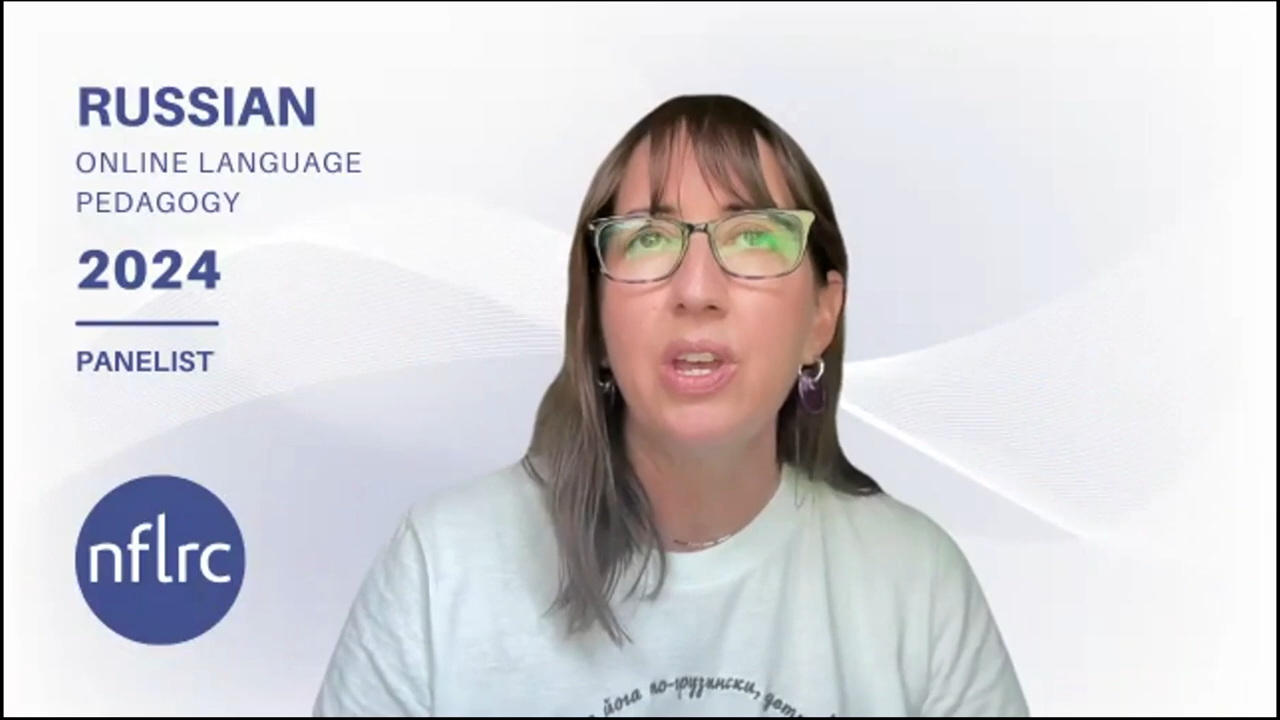 RUSSIAN
ONLINE LANGUAGE
PEDAGOGY
2024
PANELIST
nflrc
йога по-грузински,